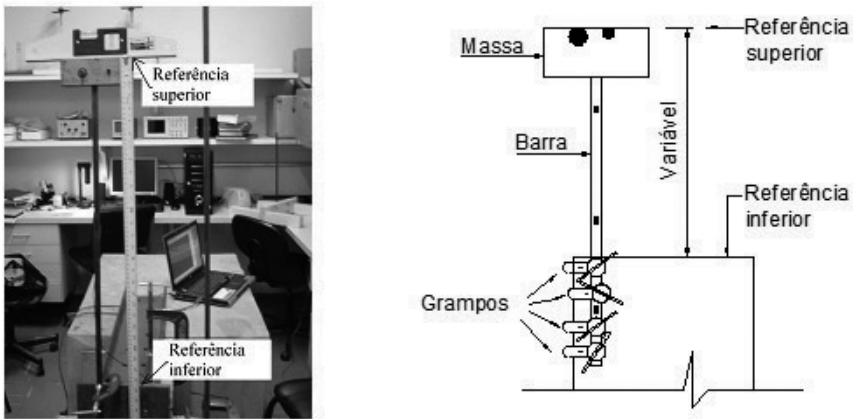 Referência
superior
Referência
inferior
Massa
Barra
Grampos
Variável
Referência
superior
Referência
inferior